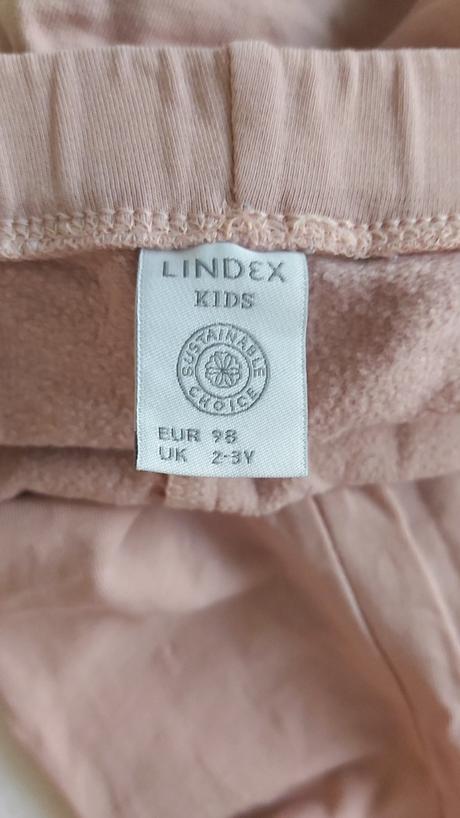 LINDEX
KIDS
SUSTAINABLE
CHOICE
EUR 98
UK 2-3Y